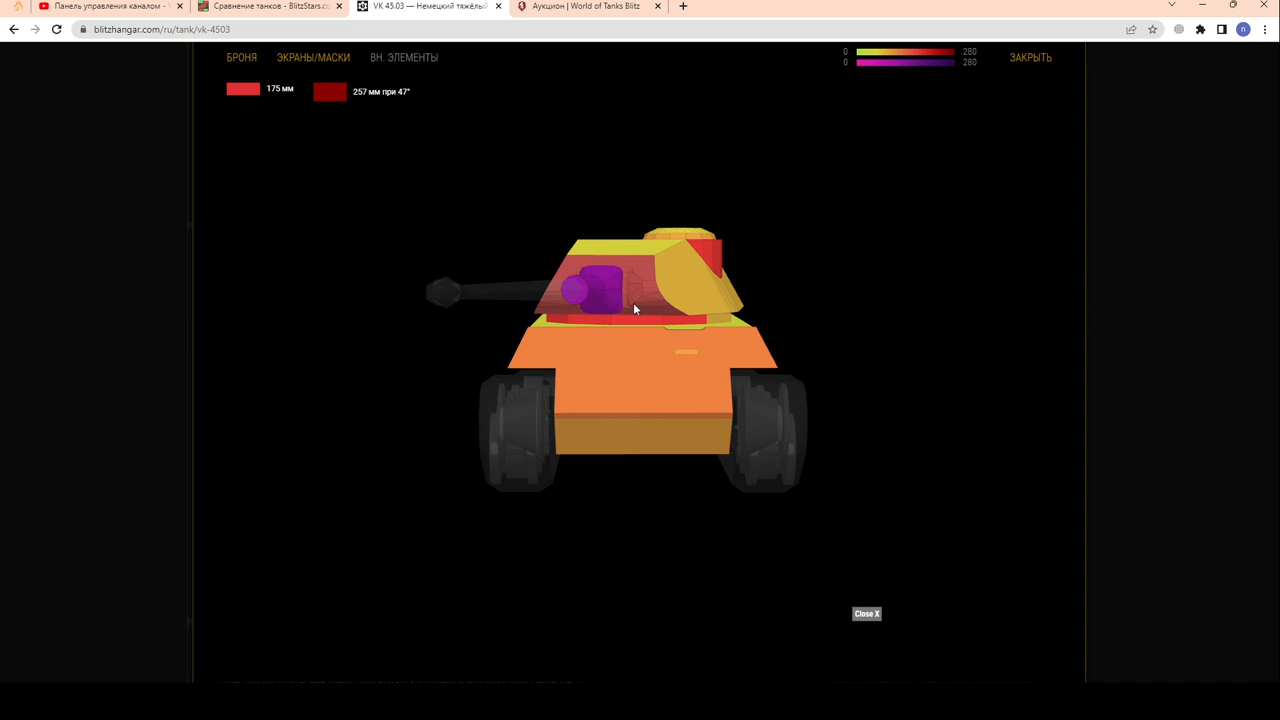 Панель управления каналом -
Сравнение танков - BlitzStars.co
VK 45.03 — Немецкий тяжёлый
Аукцион | World of Tanks Blitz
blitzhangar.com/ru/tank/vk-4503
n
БРОНЯ ЭКРАНЫ/МАСКИ ВН. ЭЛЕМЕНТЫ
0 280
0 280
ЗАКРЫТЬ
175 мм 257 мм при 47°
Close X